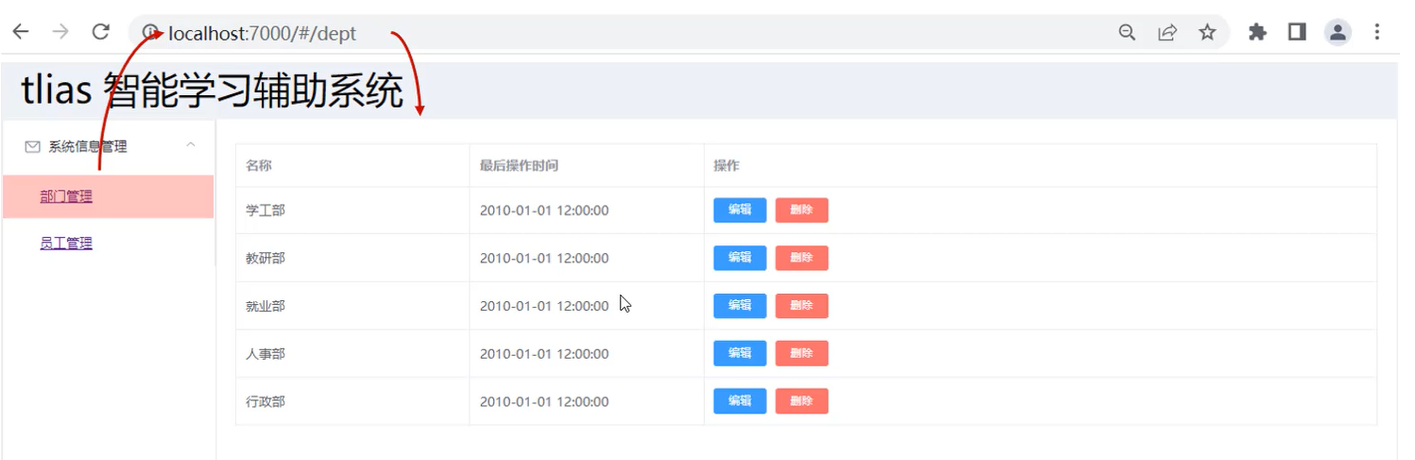 localhost:7000/#/dept
tlias 智能学习辅助系统
系统信息管理
部门管理
员工管理
名称 最后操作时间 操作
学工部 2010-01-01 12:00:00 编辑 删除
教研部 2010-01-01 12:00:00 编辑 删除
就业部 2010-01-01 12:00:00 编辑 删除
人事部 2010-01-01 12:00:00 编辑 删除
行政部 2010-01-01 12:00:00 编辑 删除